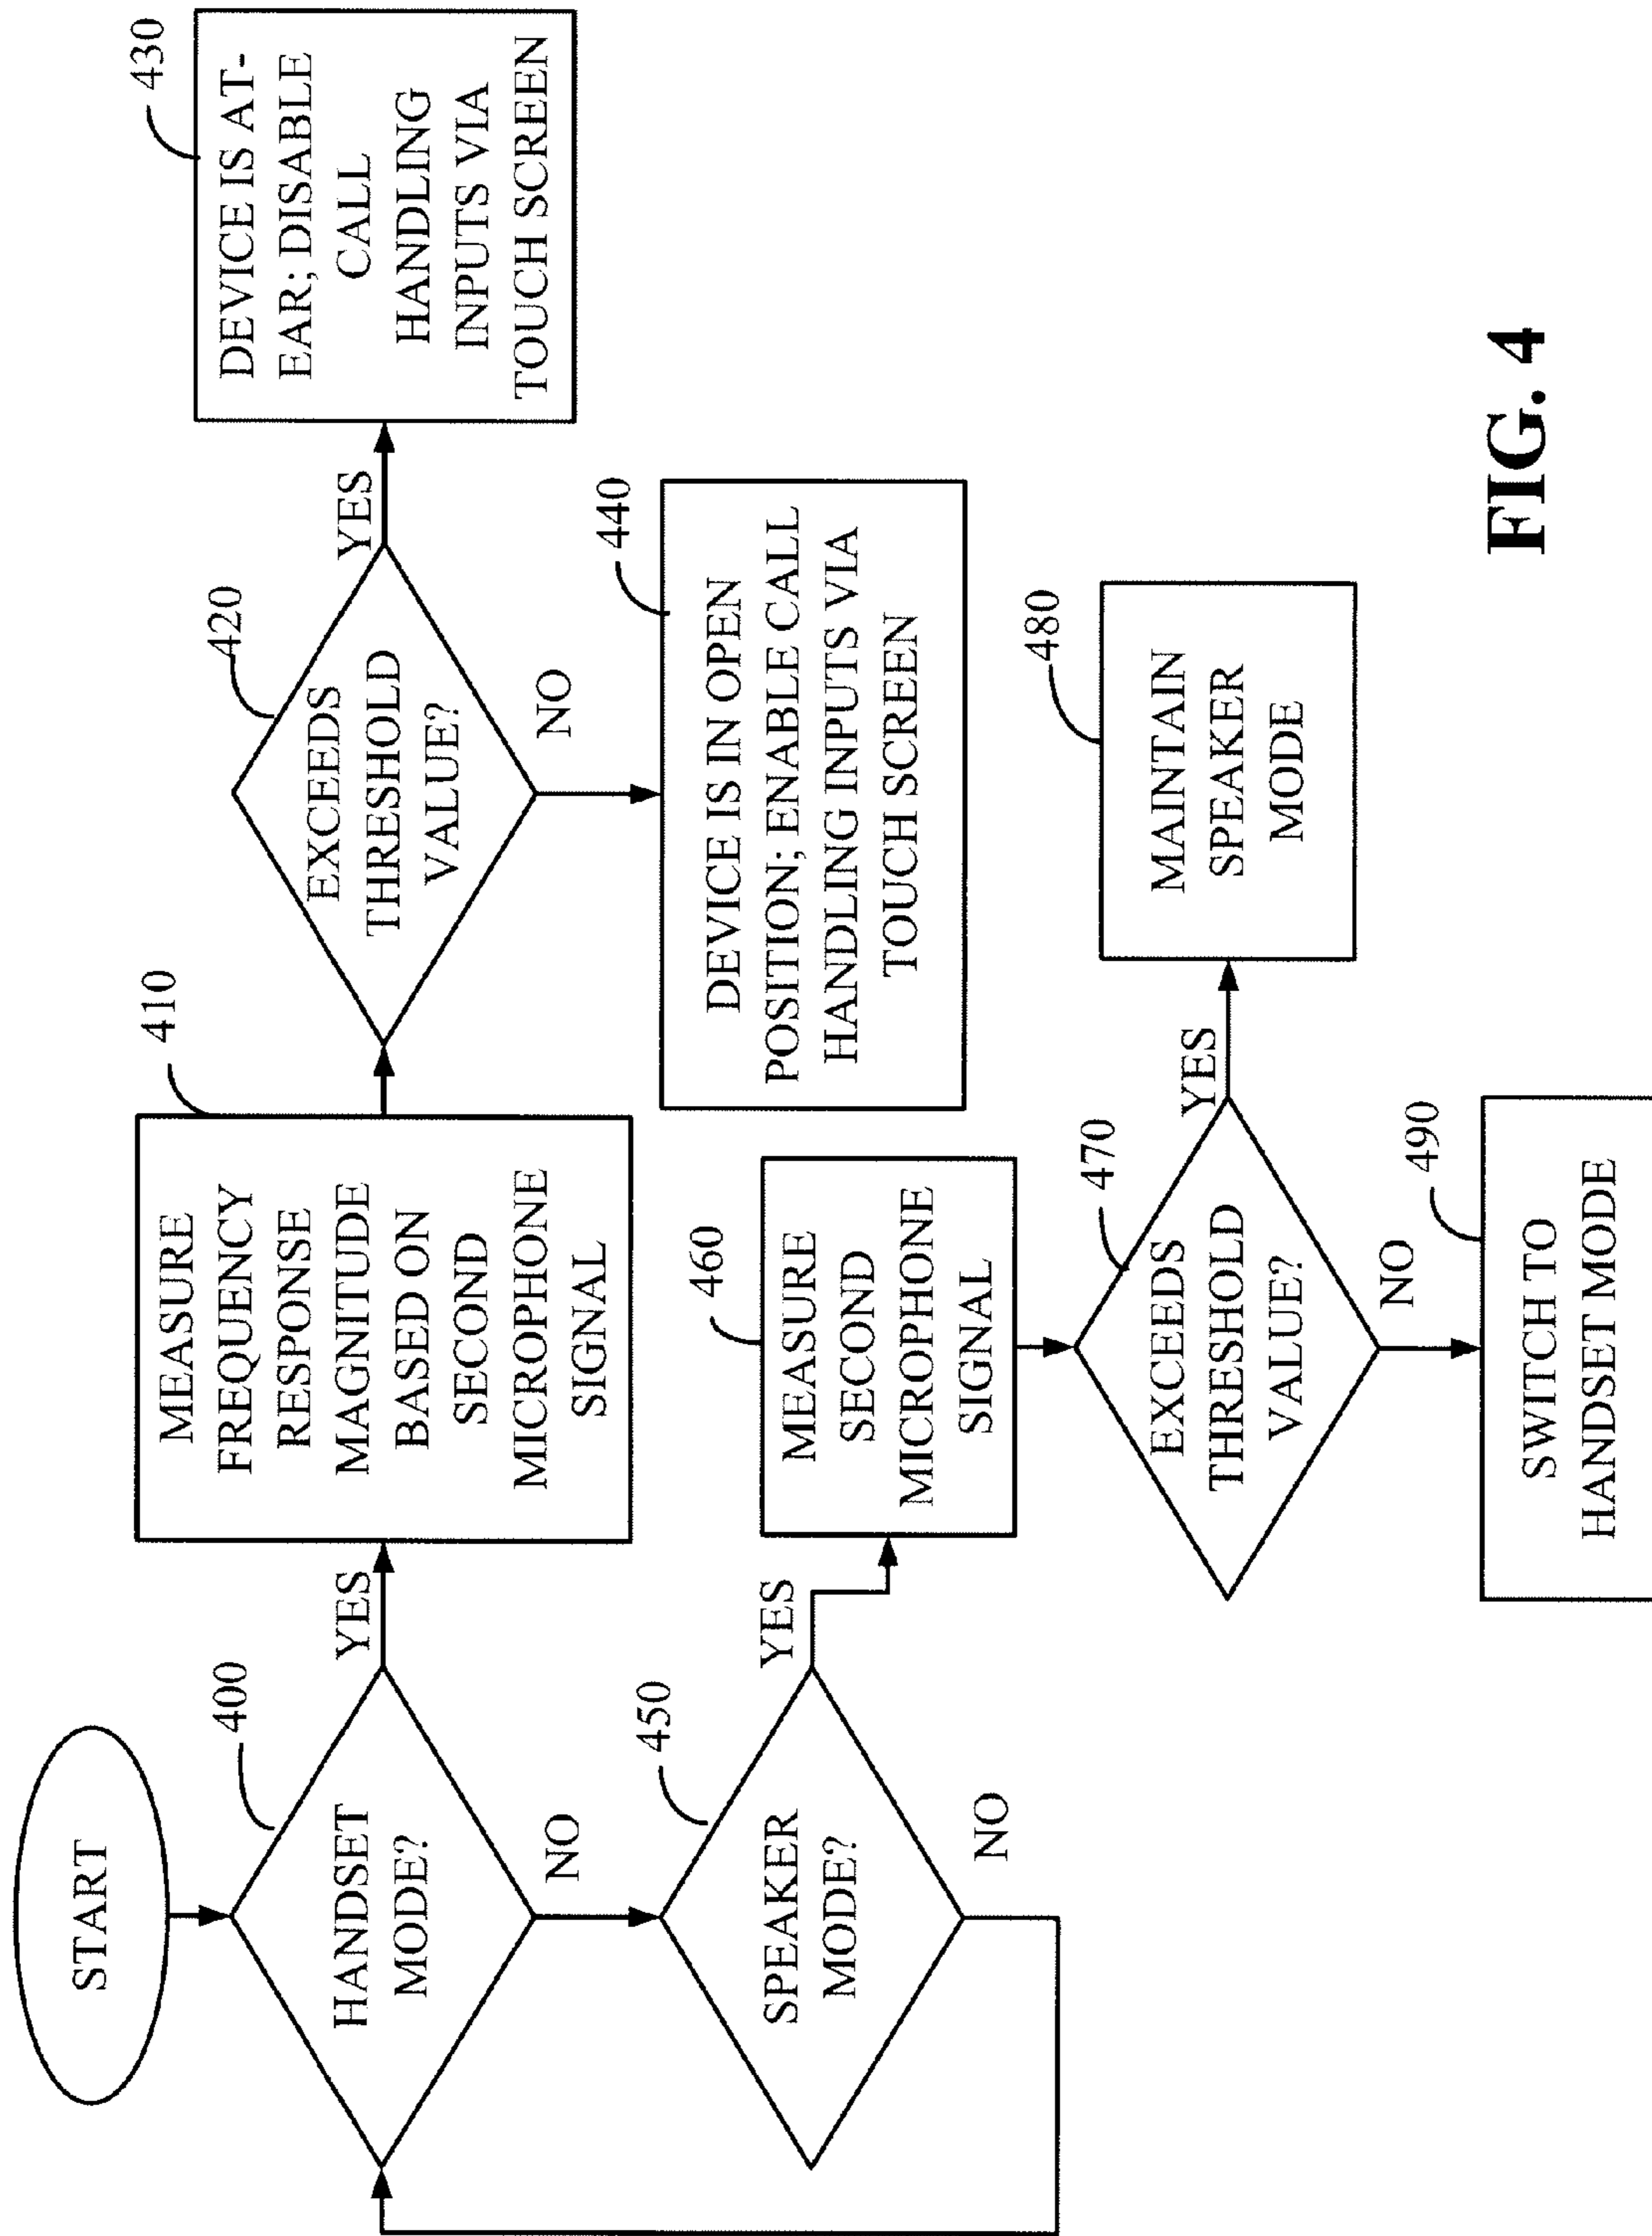 START
400
HANDSET
MODE?
YES
NO
410
MEASURE
FREQUENCY
RESPONSE
MAGNITUDE
BASED ON
SECOND
MICROPHONE
SIGNAL
420
EXCEEDS
THRESHOLD
VALUE?
YES
NO
430
DEVICE IS AT-
EAR; DISABLE
CALL
HANDLING
INPUTS VIA
TOUCH SCREEN
440
DEVICE IS IN OPEN
POSITION; ENABLE CALL
HANDLING INPUTS VIA
TOUCH SCREEN
450
SPEAKER
MODE?
YES
NO
460
MEASURE
SECOND
MICROPHONE
SIGNAL
470
EXCEEDS
THRESHOLD
VALUE?
YES
NO
480
MAINTAIN
SPEAKER
MODE
490
SWITCH TO
HANDSET MODE
FIG. 4